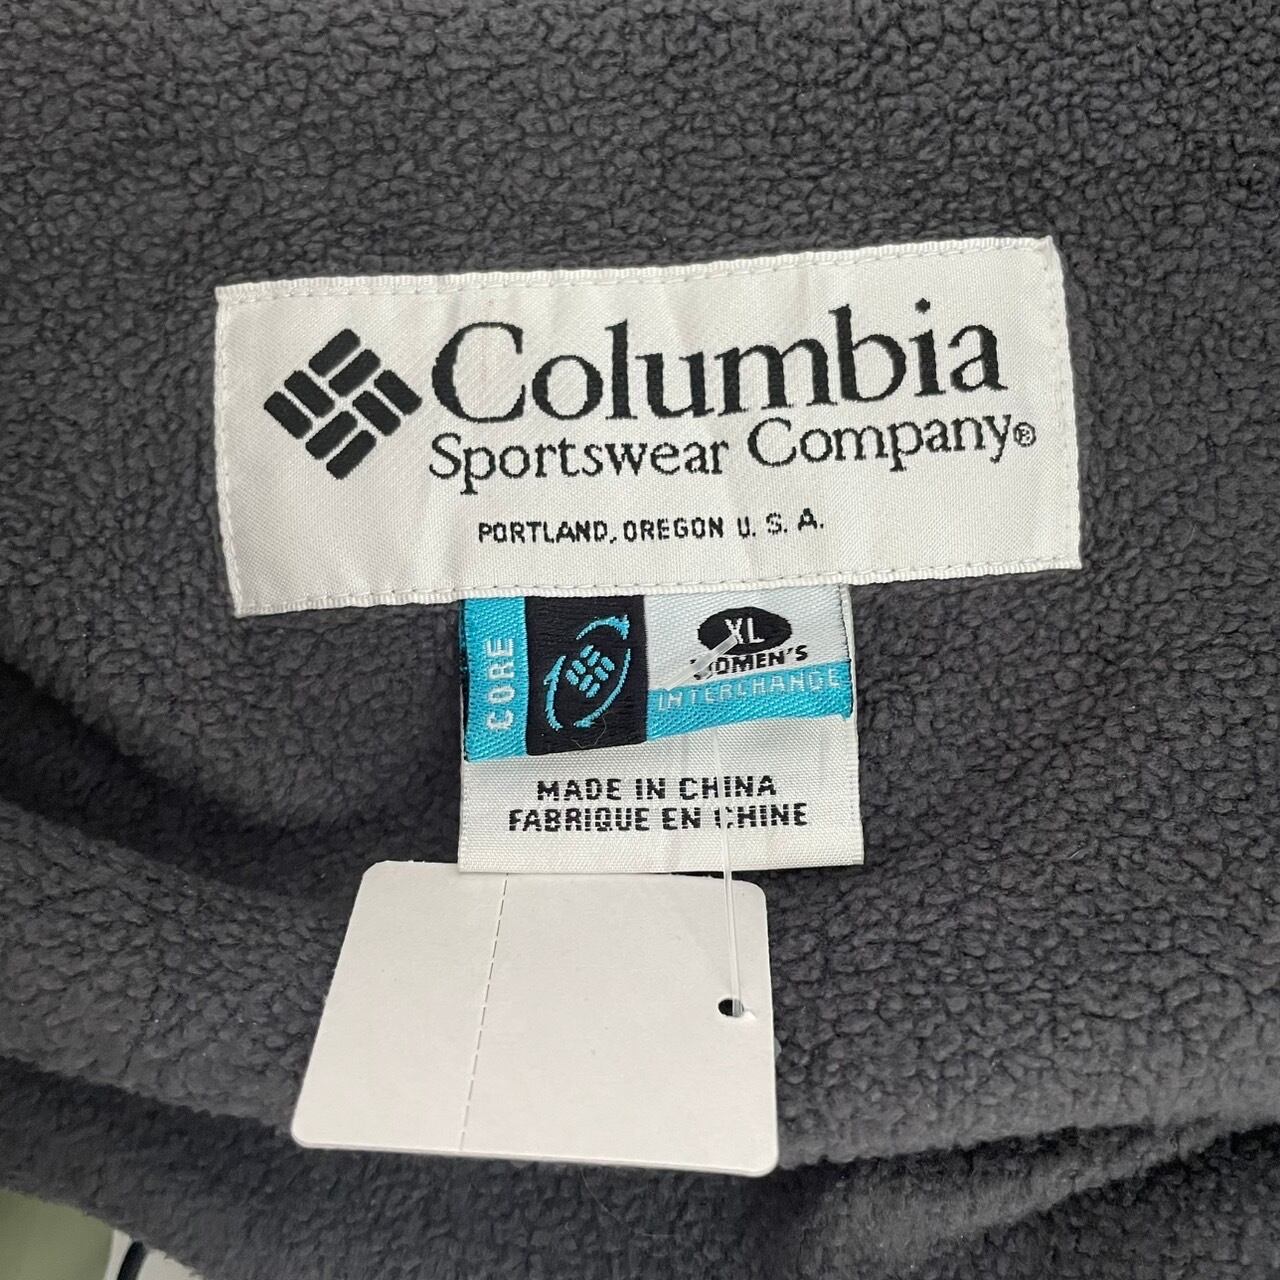 Columbia
Sportswear Company®
PORTLAND, OREGON U. S. A.
CORE
XL
WOMEN'S
INTERCHANGE
MADE IN CHINA
FABRIQUE EN CHINE